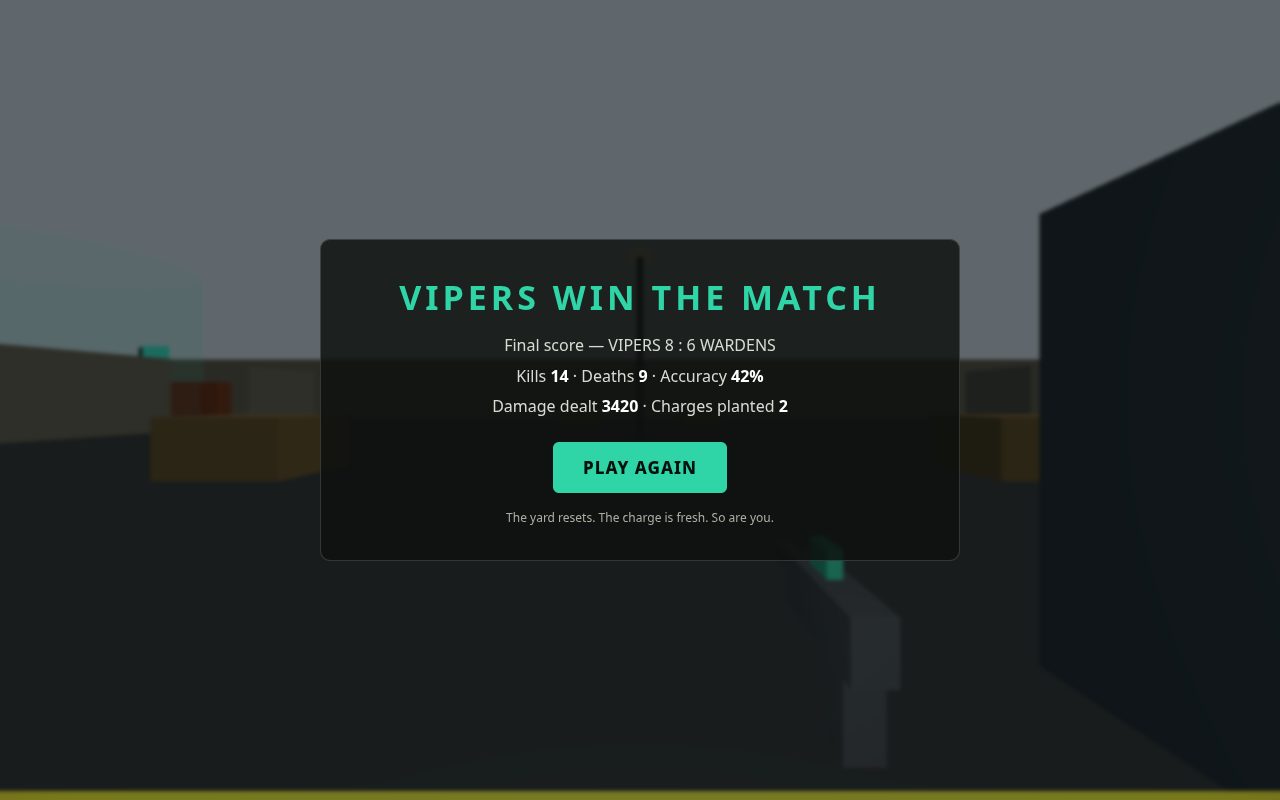 VIPERS WIN THE MATCH
Final score — VIPERS 8 : 6 WARDENS
Kills 14 · Deaths 9 · Accuracy 42%
Damage dealt 3420 · Charges planted 2
PLAY AGAIN
The yard resets. The charge is fresh. So are you.